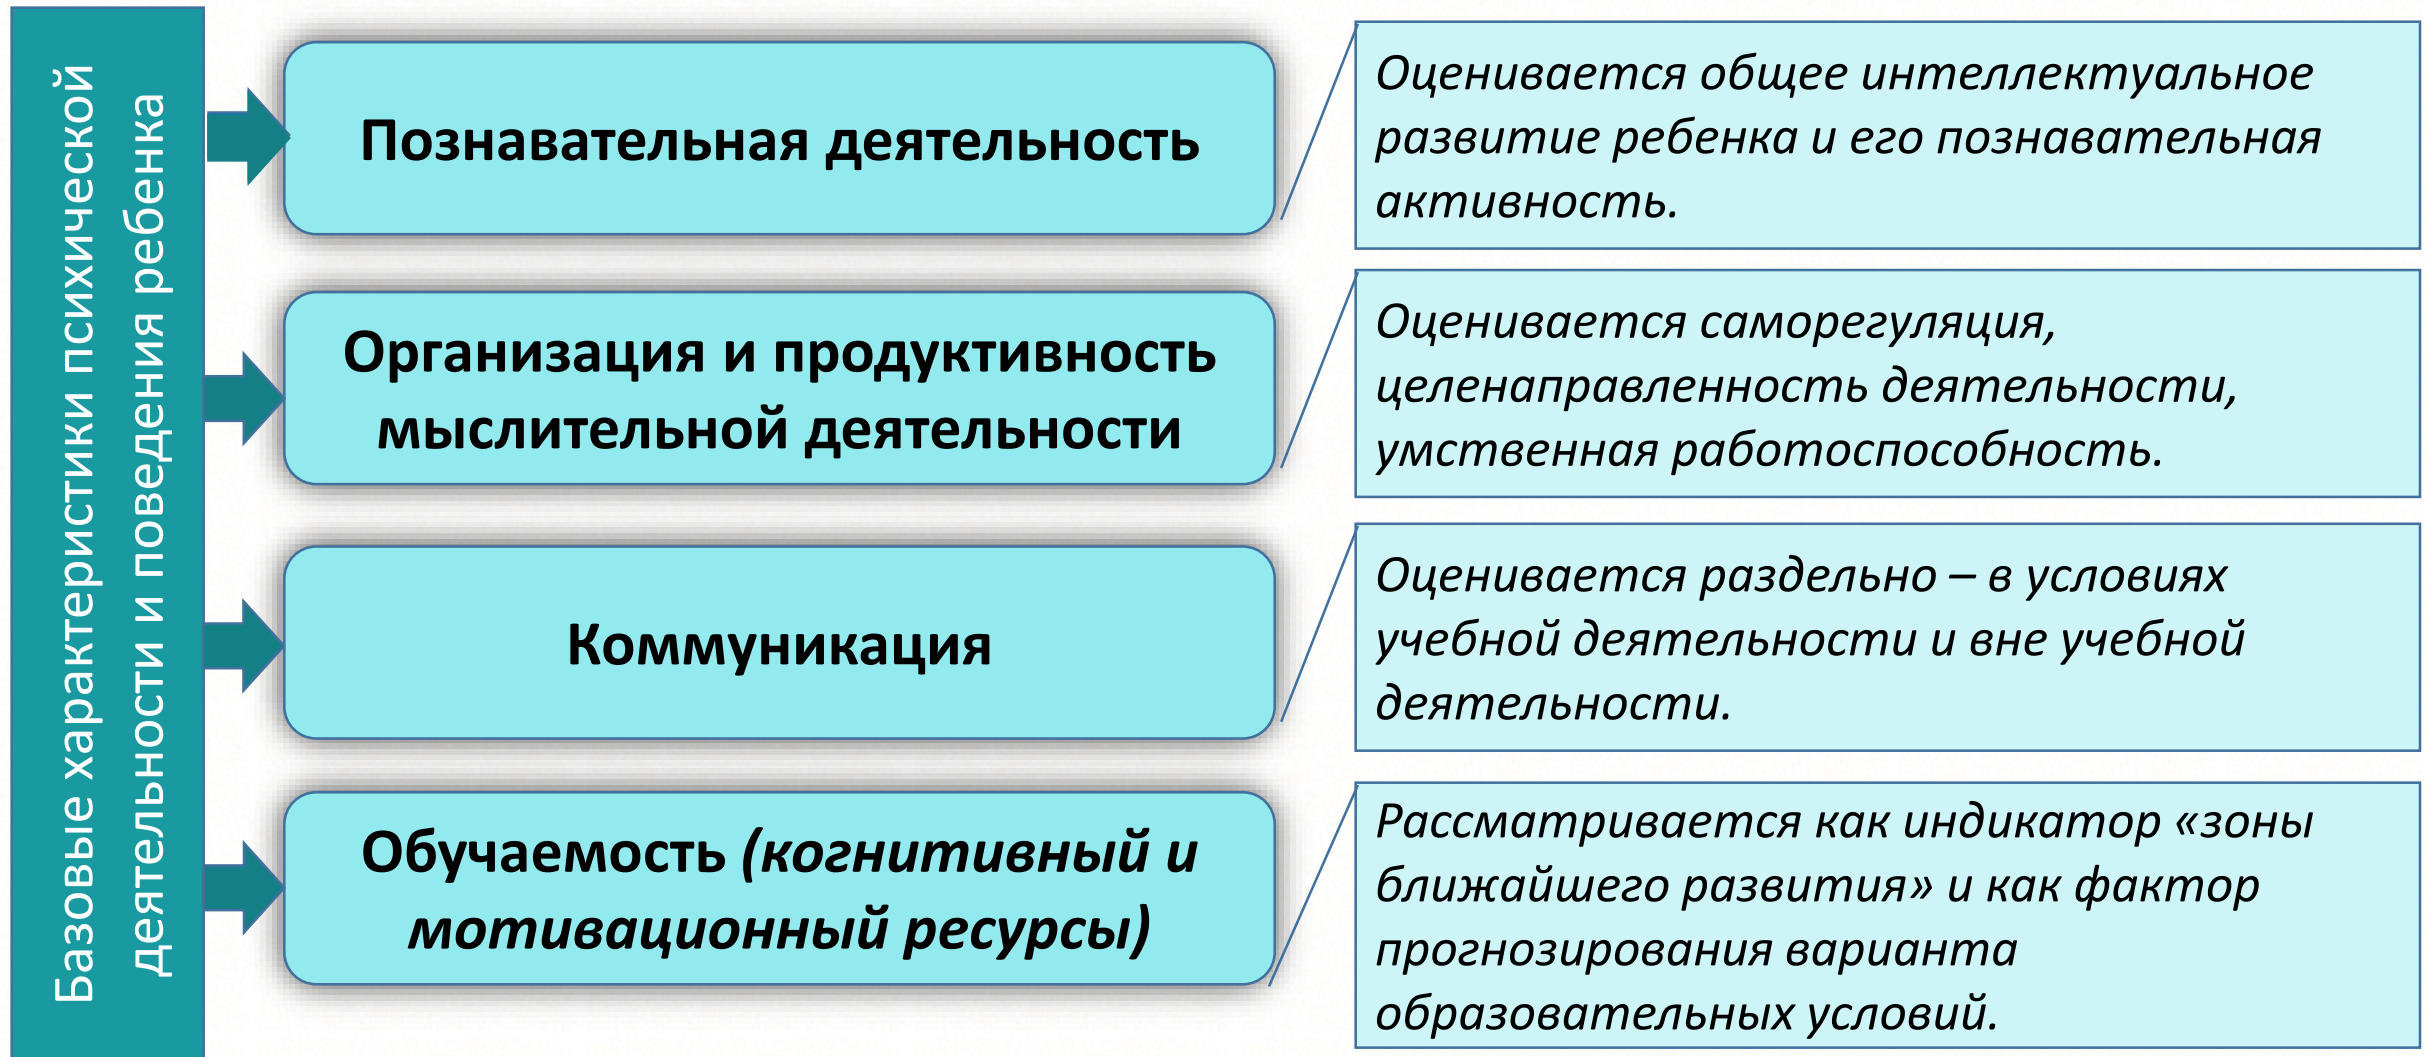 Базовые характеристики психической
деятельности и поведения ребенка
Познавательная деятельность
Оценивается общее интеллектуальное
развитие ребенка и его познавательная
активность.
Организация и продуктивность
мыслительной деятельности
Оценивается саморегуляция,
целенаправленность деятельности,
умственная работоспособность.
Коммуникация
Оценивается раздельно – в условиях
учебной деятельности и вне учебной
деятельности.
Обучаемость (когнитивный и
мотивационный ресурсы)
Рассматривается как индикатор «зоны
ближайшего развития» и как фактор
прогнозирования варианта
образовательных условий.